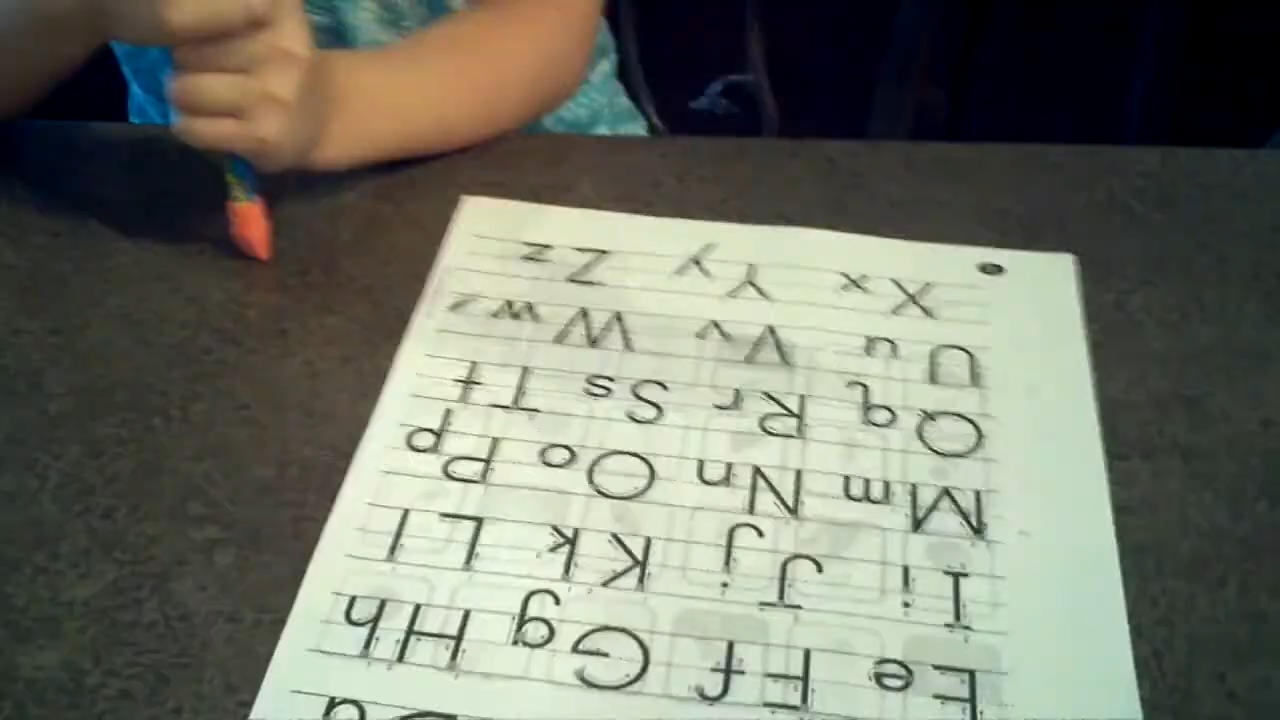 Ee Ff Gg Hh
Ii Jj Kk Ll
Mm Nn Oo Pp
Qq Rr Ss Tt
Uu Vv Ww z
Xx Yy Zz